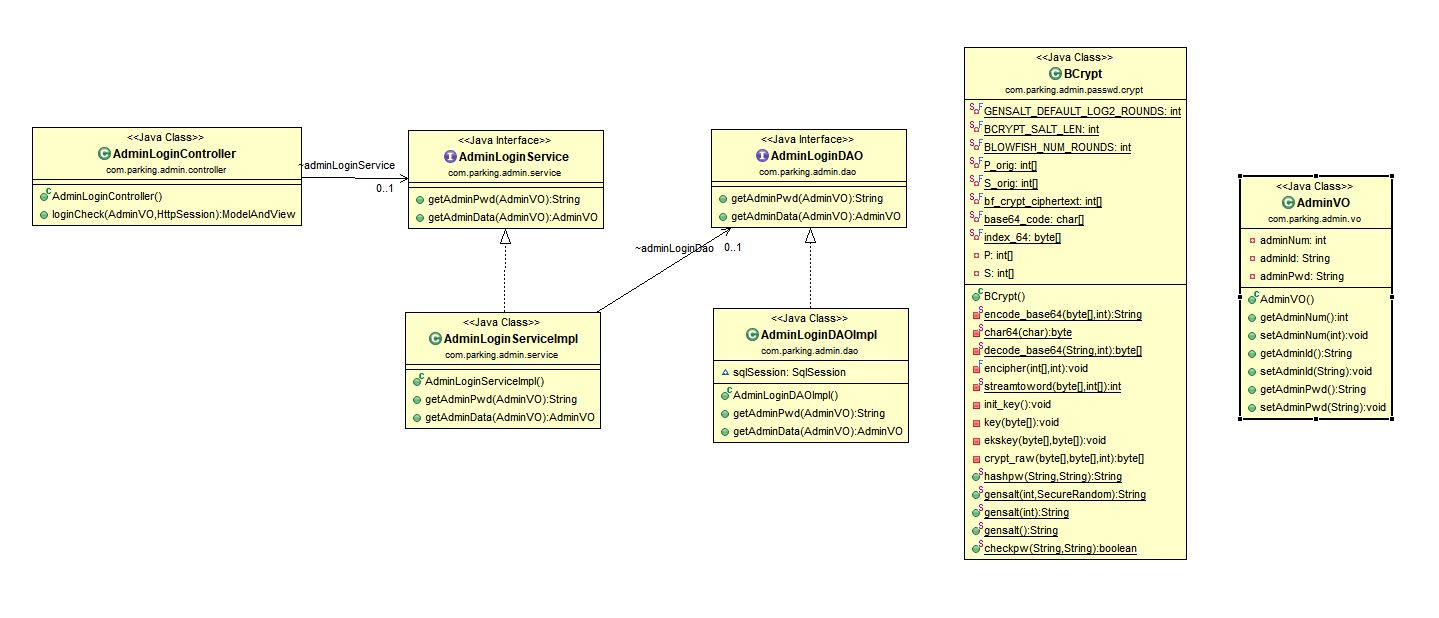 <<Java Class>>
AdminLoginController
com.parking.admin.controller
AdminLoginController()
loginCheck(AdminVO,HttpSession):ModelAndView
~adminLoginService
0..1
<<Java Interface>>
AdminLoginService
com.parking.admin.service
getAdminPwd(AdminVO):String
getAdminData(AdminVO):AdminVO
<<Java Class>>
AdminLoginServiceImpl
com.parking.admin.service
AdminLoginServiceImpl()
getAdminPwd(AdminVO):String
getAdminData(AdminVO):AdminVO
~adminLoginDao
0..1
<<Java Interface>>
AdminLoginDAO
com.parking.admin.dao
getAdminPwd(AdminVO):String
getAdminData(AdminVO):AdminVO
<<Java Class>>
AdminLoginDAOImpl
com.parking.admin.dao
sqlSession: SqlSession
AdminLoginDAOImpl()
getAdminPwd(AdminVO):String
getAdminData(AdminVO):AdminVO
<<Java Class>>
BCrypt
com.parking.admin.passwd.crypt
GENSALT_DEFAULT_LOG2_ROUNDS: int
BCRYPT_SALT_LEN: int
BLOWFISH_NUM_ROUNDS: int
P_orig: int[]
S_orig: int[]
bf_crypt_ciphertext: int[]
base64_code: char[]
index_64: byte[]
P: int[]
S: int[]
BCrypt()
encode_base64(byte[],int):String
char64(char):byte
decode_base64(String,int):byte[]
encipher(int[],int):void
streamtoword(byte[],int[]):int
init_key():void
key(byte[]):void
ekskey(byte[],byte[]):void
crypt_raw(byte[],byte[],int):byte[]
hashpw(String,String):String
gensalt(int,SecureRandom):String
gensalt(int):String
gensalt():String
checkpw(String,String):boolean
<<Java Class>>
AdminVO
com.parking.admin.vo
adminNum: int
adminId: String
adminPwd: String
AdminVO()
getAdminNum():int
setAdminNum(int):void
getAdminId():String
setAdminId(String):void
getAdminPwd():String
setAdminPwd(String):void